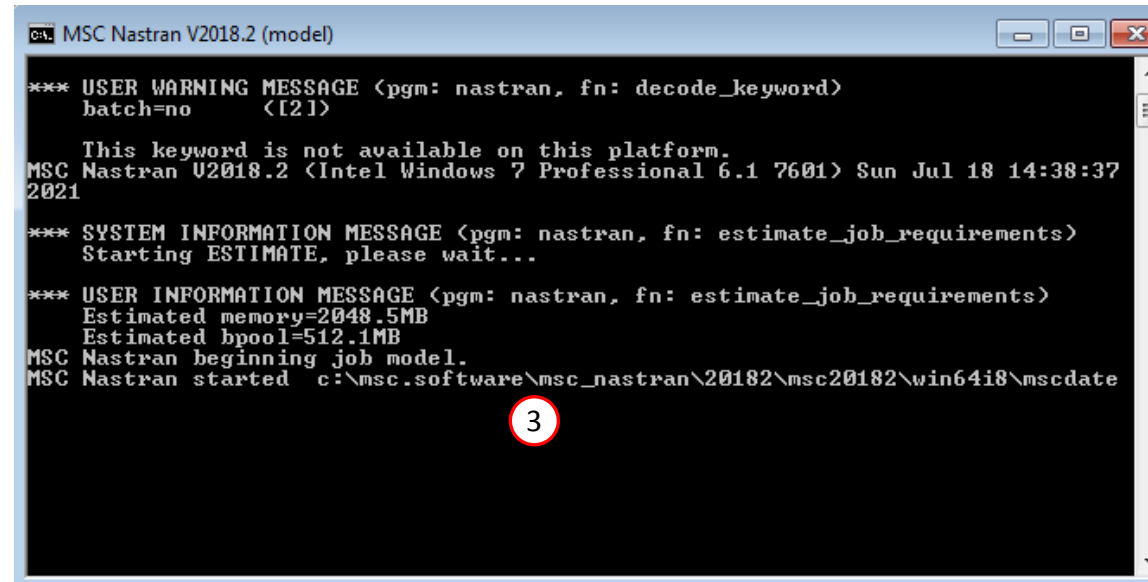 MSC Nastran V2018.2 (model)
*** USER WARNING MESSAGE (pgm: nastran, fn: decode_keyword)
batch=no ([2])
This keyword is not available on this platform.
MSC Nastran V2018.2 (Intel Windows 7 Professional 6.1 7601) Sun Jul 18 14:38:37
2021
*** SYSTEM INFORMATION MESSAGE (pgm: nastran, fn: estimate_job_requirements)
Starting ESTIMATE, please wait...
*** USER INFORMATION MESSAGE (pgm: nastran, fn: estimate_job_requirements)
Estimated memory=2048.5MB
Estimated bpool=512.1MB
MSC Nastran beginning job model.
MSC Nastran started c:\msc.software\msc_nastran\20182\msc20182\win64i8\mscdate
3